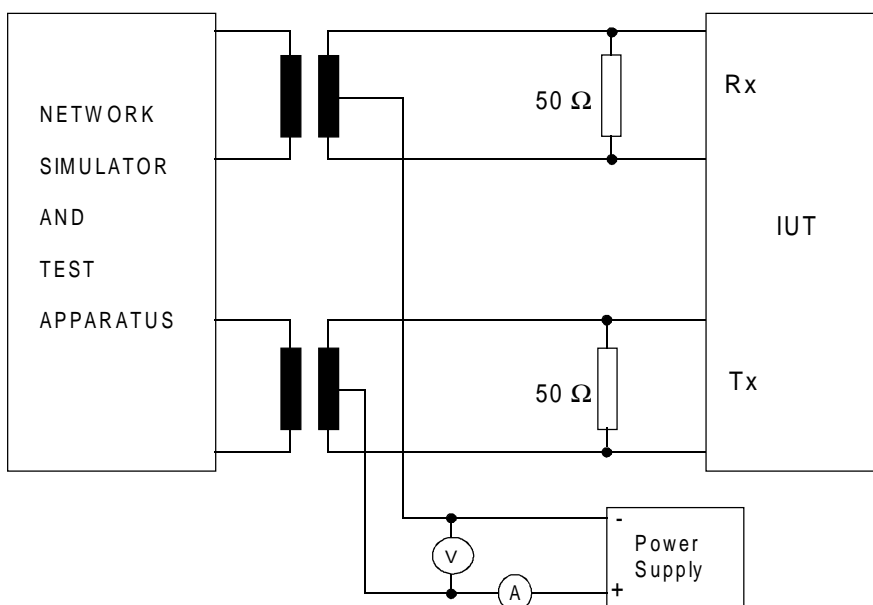 NETWORK
SIMULATOR
AND
TEST
APPARATUS
50 Ω
Rx
IUT
50 Ω
Tx
V
A
-
+
Power
Supply